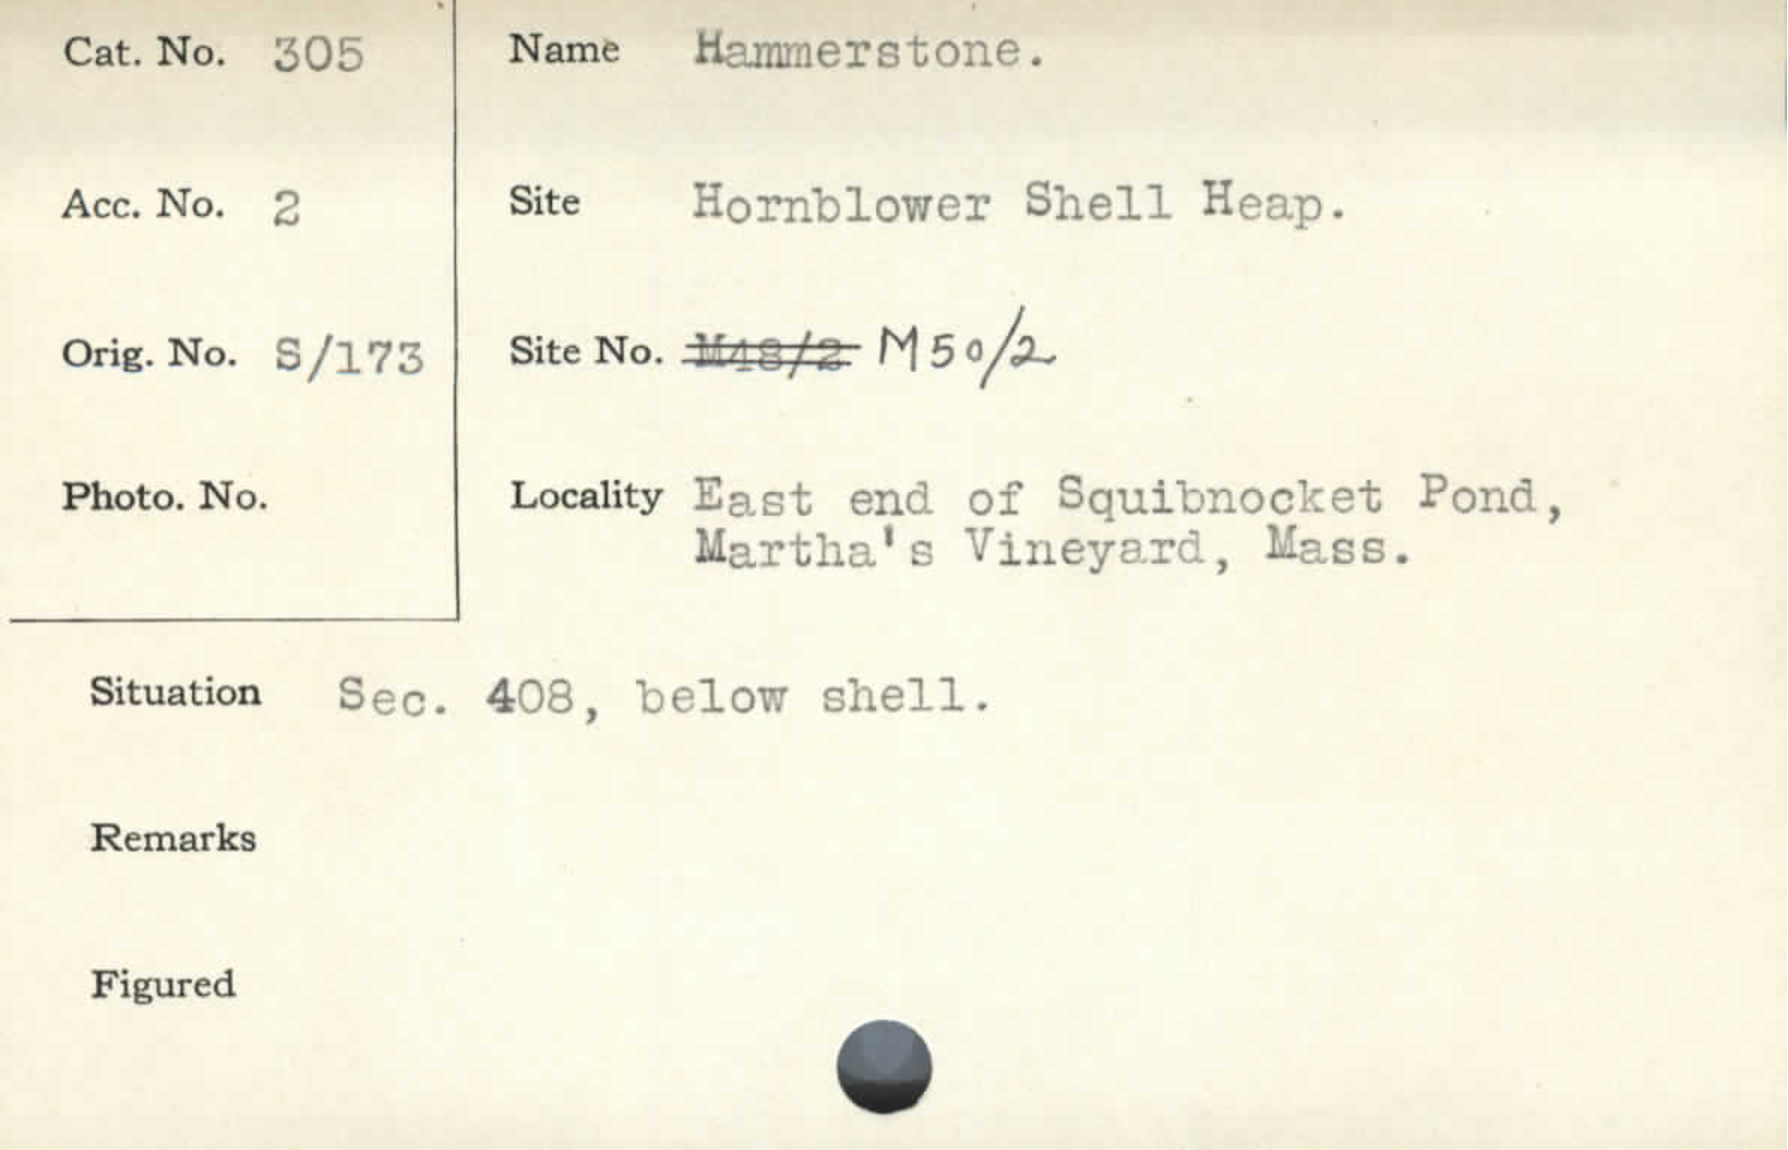 Cat. No. 305
Name Hammerstone.
Acc. No. 2
Site Hornblower Shell Heap.
Orig. No. S/173
Site No. M48/2 M50/2
Photo. No.
Locality East end of Squibnocket Pond,
Martha's Vineyard, Mass.
Situation Sec. 408, below shell.
Remarks
Figured